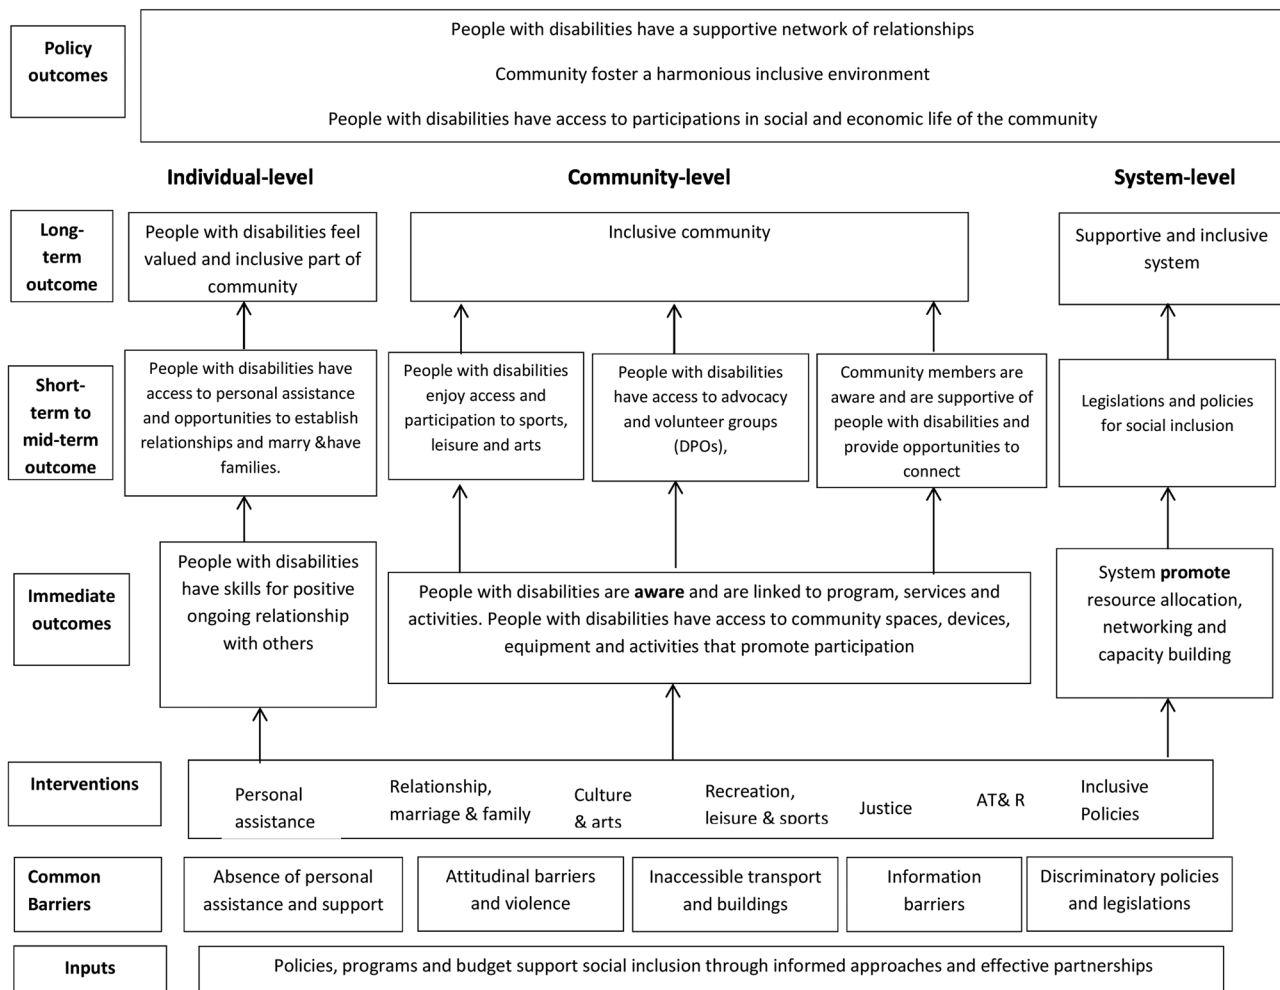 Policy
outcomes
People with disabilities have a supportive network of relationships
Community foster a harmonious inclusive environment
People with disabilities have access to participations in social and economic life of the community
Individual-level
Community-level
System-level
Long-
term
outcome
People with disabilities feel
valued and inclusive part of
community
Inclusive community
Supportive and inclusive
system
Short-
term to
mid-term
outcome
People with disabilities have
access to personal assistance
and opportunities to establish
relationships and marry &have
families.
People with disabilities
enjoy access and
participation to sports,
leisure and arts
People with disabilities
have access to advocacy
and volunteer groups
(DPOs),
Community members are
aware and are supportive of
people with disabilities and
provide opportunities to
connect
Legislations and policies
for social inclusion
Immediate
outcomes
People with disabilities
have skills for positive
ongoing relationship
with others
People with disabilities are aware and are linked to program, services and
activities. People with disabilities have access to community spaces, devices,
equipment and activities that promote participation
System promote
resource allocation,
networking and
capacity building
Interventions
Personal
assistance
Relationship,
marriage & family
Culture
& arts
Recreation,
leisure & sports
Justice
AT& R
Inclusive
Policies
Common
Barriers
Absence of personal
assistance and support
Attitudinal barriers
and violence
Inaccessible transport
and buildings
Information
barriers
Discriminatory policies
and legislations
Inputs
Policies, programs and budget support social inclusion through informed approaches and effective partnerships